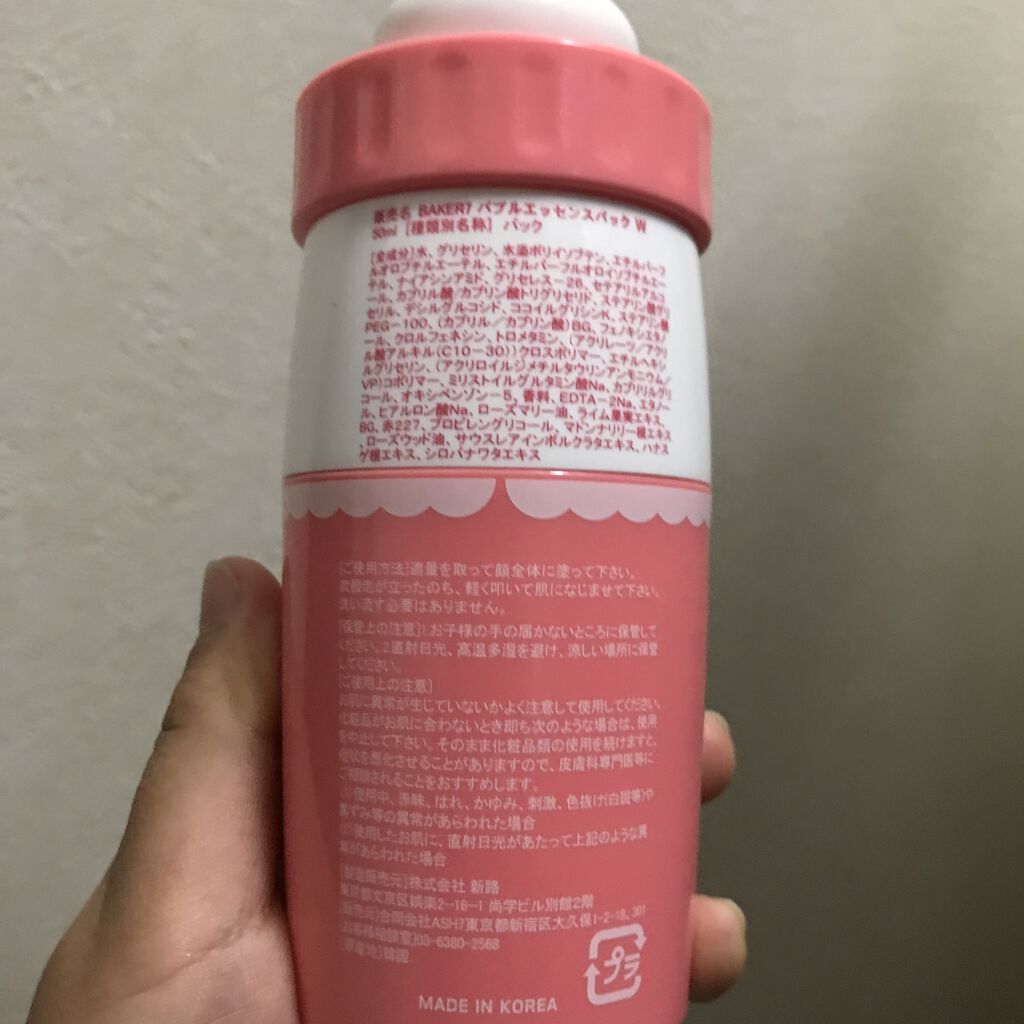 販売名 BAKER7 バブルエッセンスパック W
50ml [種類別名称] パック
[全成分]水、グリセリン、水添ポリイソブテン、エチルパーフ
ルオロブチルエーテル、エチルパーフルオロイソブチルエー
テル、ナイアシンアミド、グリセレス－26、セテアリルアルコ
ール、カプリル酸/カプリン酸トリグリセリド、ステアリン酸グリ
セリル、デシルグルコシド、ココイルグリシンK、ステアリン酸
PEG－100、(カプリル／カプリン酸)BG、フェノキシエタノ
ール、クロルフェネシン、トロメタミン、(アクリレーツ/アクリ
ル酸アルキル(C10－30))クロスポリマー、エチルヘキシ
ルグリセリン、(アクリロイルジメチルタウリンアンモニウム/
VP)コポリマー、ミリストイルグルタミン酸Na、カプリリルグリ
コール、オキシベンゾン－5、香料、EDTA－2Na、エタノー
ル、ヒアルロン酸Na、ローズマリー油、ライム果実エキス、
BG、赤227、プロピレングリコール、マドンナリリー根エキス
、ローズウッド油、サウスレアインボルクラタエキス、ハナス
ゲ根エキス、シロバナワタエキス
[ご使用方法]適量を取って顔全体に塗って下さい。
炭酸泡が立ったのち、軽く叩いて肌になじませて下さい。
洗い流す必要はありません。
[保管上の注意]1.お子様の手の届かないところに保管して
ください。2.直射日光、高温多湿を避け、涼しい場所に保管
してください。
[ご使用上の注意]
お肌に異常が生じていないかよく注意して使用してください。
化粧品がお肌に合わないとき即ち次のような場合は、使用
を中止して下さい。そのまま化粧品類の使用を続けますと、
症状を悪化させることがありますので、皮膚科専門医等に
ご相談されることをおすすめします。
(1)使用中、赤味、はれ、かゆみ、刺激、色抜け(白斑等)や
黒ずみ等の異常があらわれた場合
(2)使用したお肌に、直射日光があたって上記のような異
常があらわれた場合
[製造販売元]株式会社 新路
東京都文京区娯楽2－16－1 尚学ビル別館2階
[販売元]合同会社ASH7東京都新宿区大久保1-2-18、301
[お客様相談室]03-6380-2568
[原産地]韓国
プラ
MADE IN KOREA